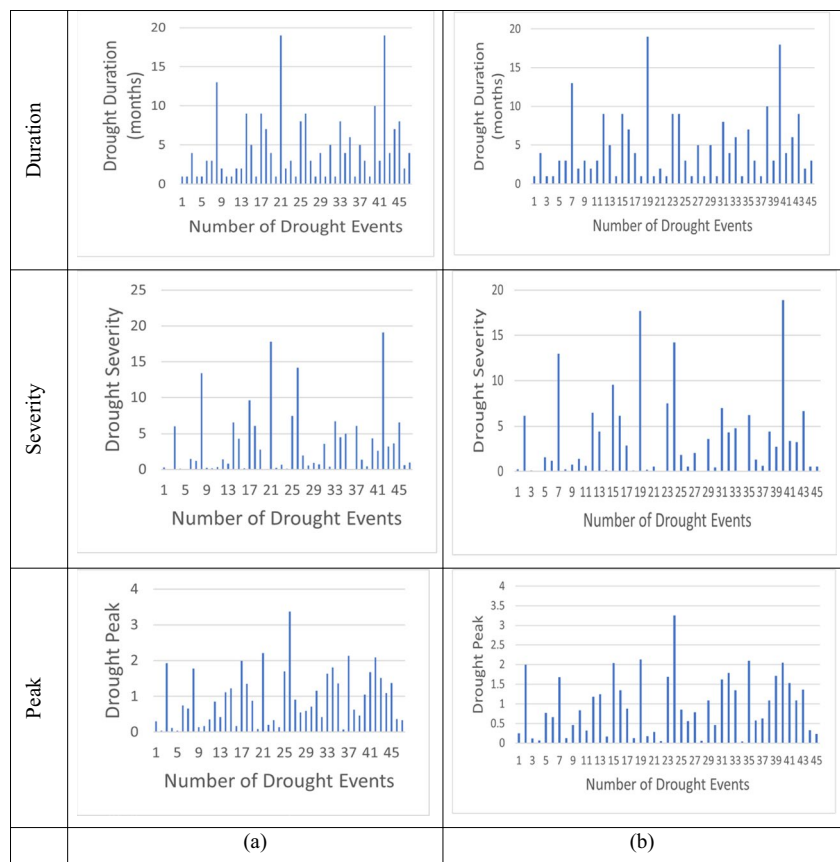 Duration
Drought Duration
(months)
20
15
10
5
0
1 5 9 13 17 21 25 29 33 37 41 45
Number of Drought Events
Drought Duration
(months)
20
15
10
5
0
1 3 5 7 9 11 13 15 17 19 21 23 25 27 29 31 33 35 37 39 41 43 45
Number of Drought Events
Severity
Drought Severity
25
20
15
10
5
0
1 5 9 13 17 21 25 29 33 37 41 45
Number of Drought Events
Drought Severity
20
15
10
5
0
1 3 5 7 9 11 13 15 17 19 21 23 25 27 29 31 33 35 37 39 41 43 45
Number of Drought Events
Peak
Drought Peak
4
3
2
1
0
1 5 9 13 17 21 25 29 33 37 41 45
Number of Drought Events
Drought Peak
4
3.5
3
2.5
2
1.5
1
0.5
0
1 3 5 7 9 11 13 15 17 19 21 23 25 27 29 31 33 35 37 39 41 43 45
Number of Drought Events
(a)
(b)